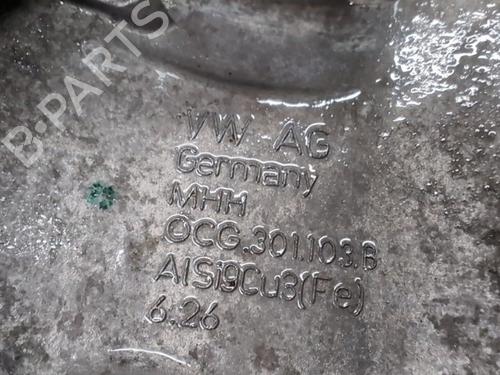 B-PARTS
VW AG
Germany
MHH
0CG.301.103.B
AlSi9Cu3(Fe)
6.26